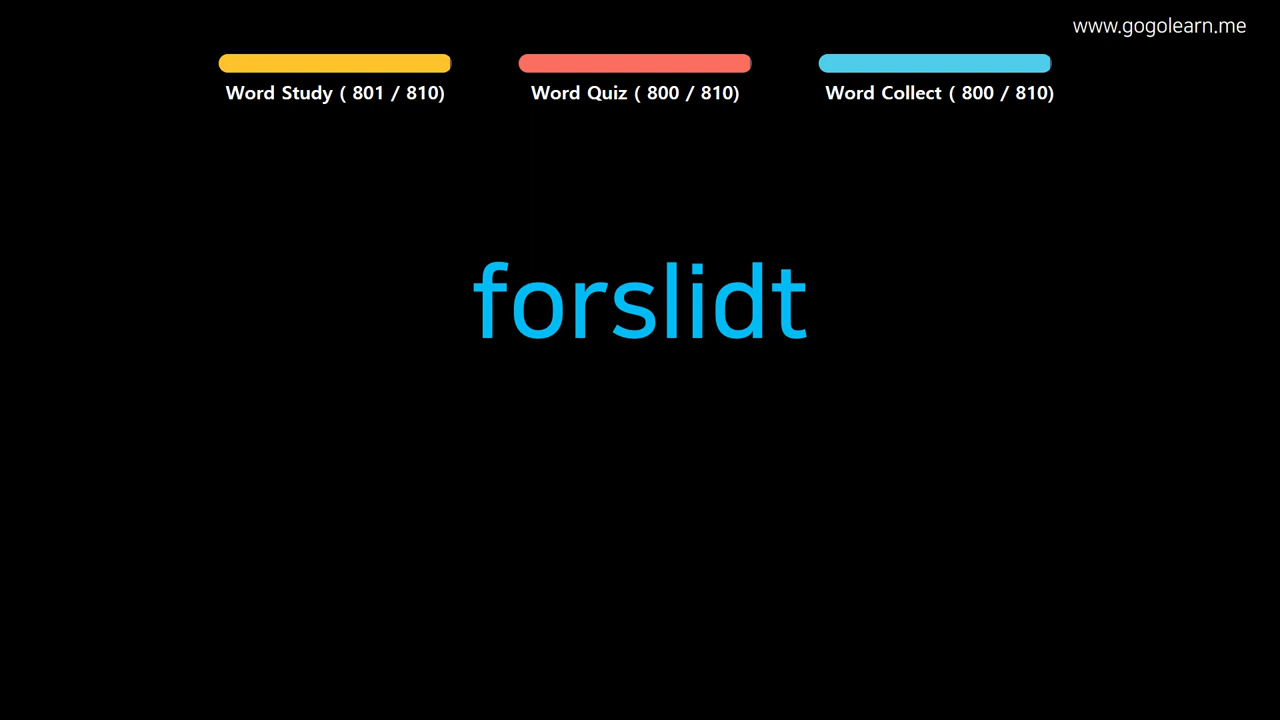 www.gogolearn.me
Word Study ( 801 / 810)
Word Quiz ( 800 / 810)
Word Collect ( 800 / 810)
forslidt